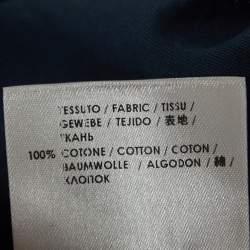 TESSUTO / FABRIC / TISSU /
GEWEBE / TEJIDO / 表地 /
ТКАНЬ
100% COTONE / COTTON / COTON /
BAUMWOLLE / ALGODON / 綿 /
ХЛОПОК